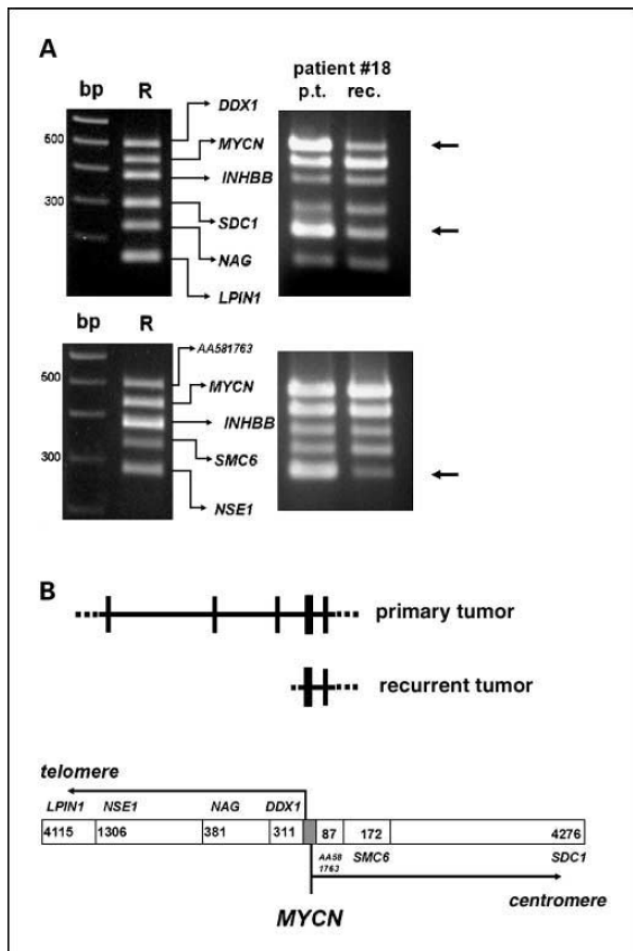 A
patient #18
bp R p.t. rec.
DDX1
500 MYCN
INHBB
300
SDC1
NAG
LPIN1
bp R
AA581763
500
MYCN
INHBB
300 SMC6
NSE1
B
primary tumor
recurrent tumor
telomere
LPIN1 NSE1 NAG DDX1
4115 1306 381 311 87 172 4276
AA58 SMC6 SDC1
1763
centromere
MYCN